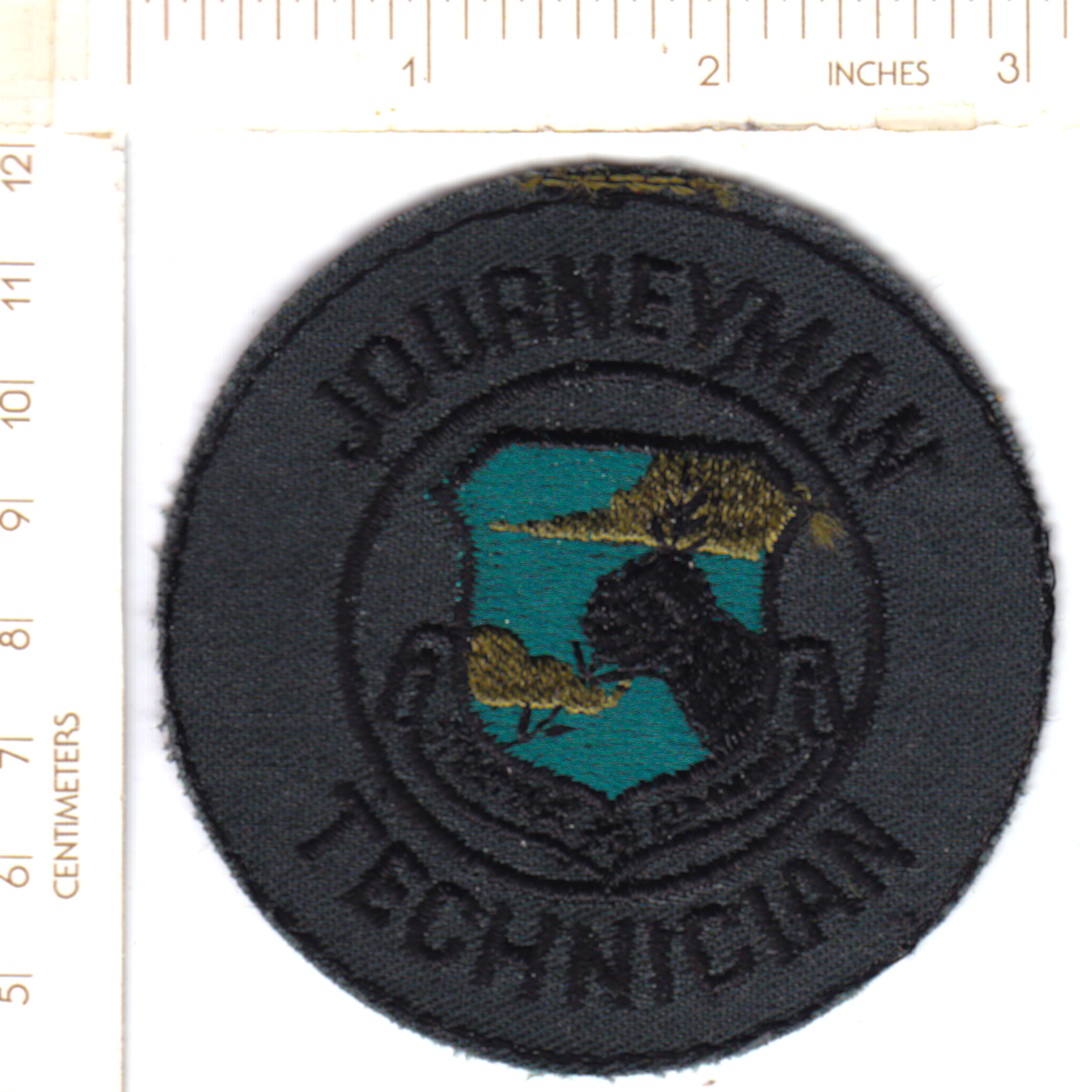 1 2 INCHES 3
JOURNEYMAN
TECHNICIAN
12
11
10
9
8
7
6
5
CENTIMETERS